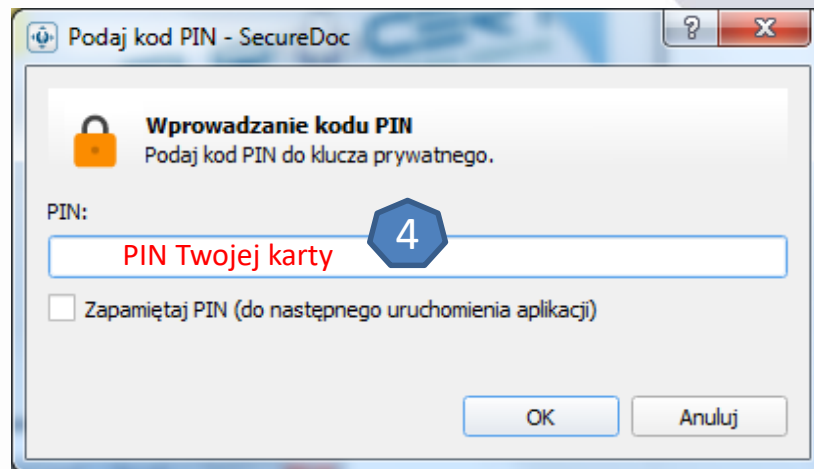 Podaj kod PIN - SecureDoc
Wprowadzanie kodu PIN
Podaj kod PIN do klucza prywatnego.
PIN:
PIN Twojej karty
4
Zapamiętaj PIN (do następnego uruchomienia aplikacji)
OK
Anuluj